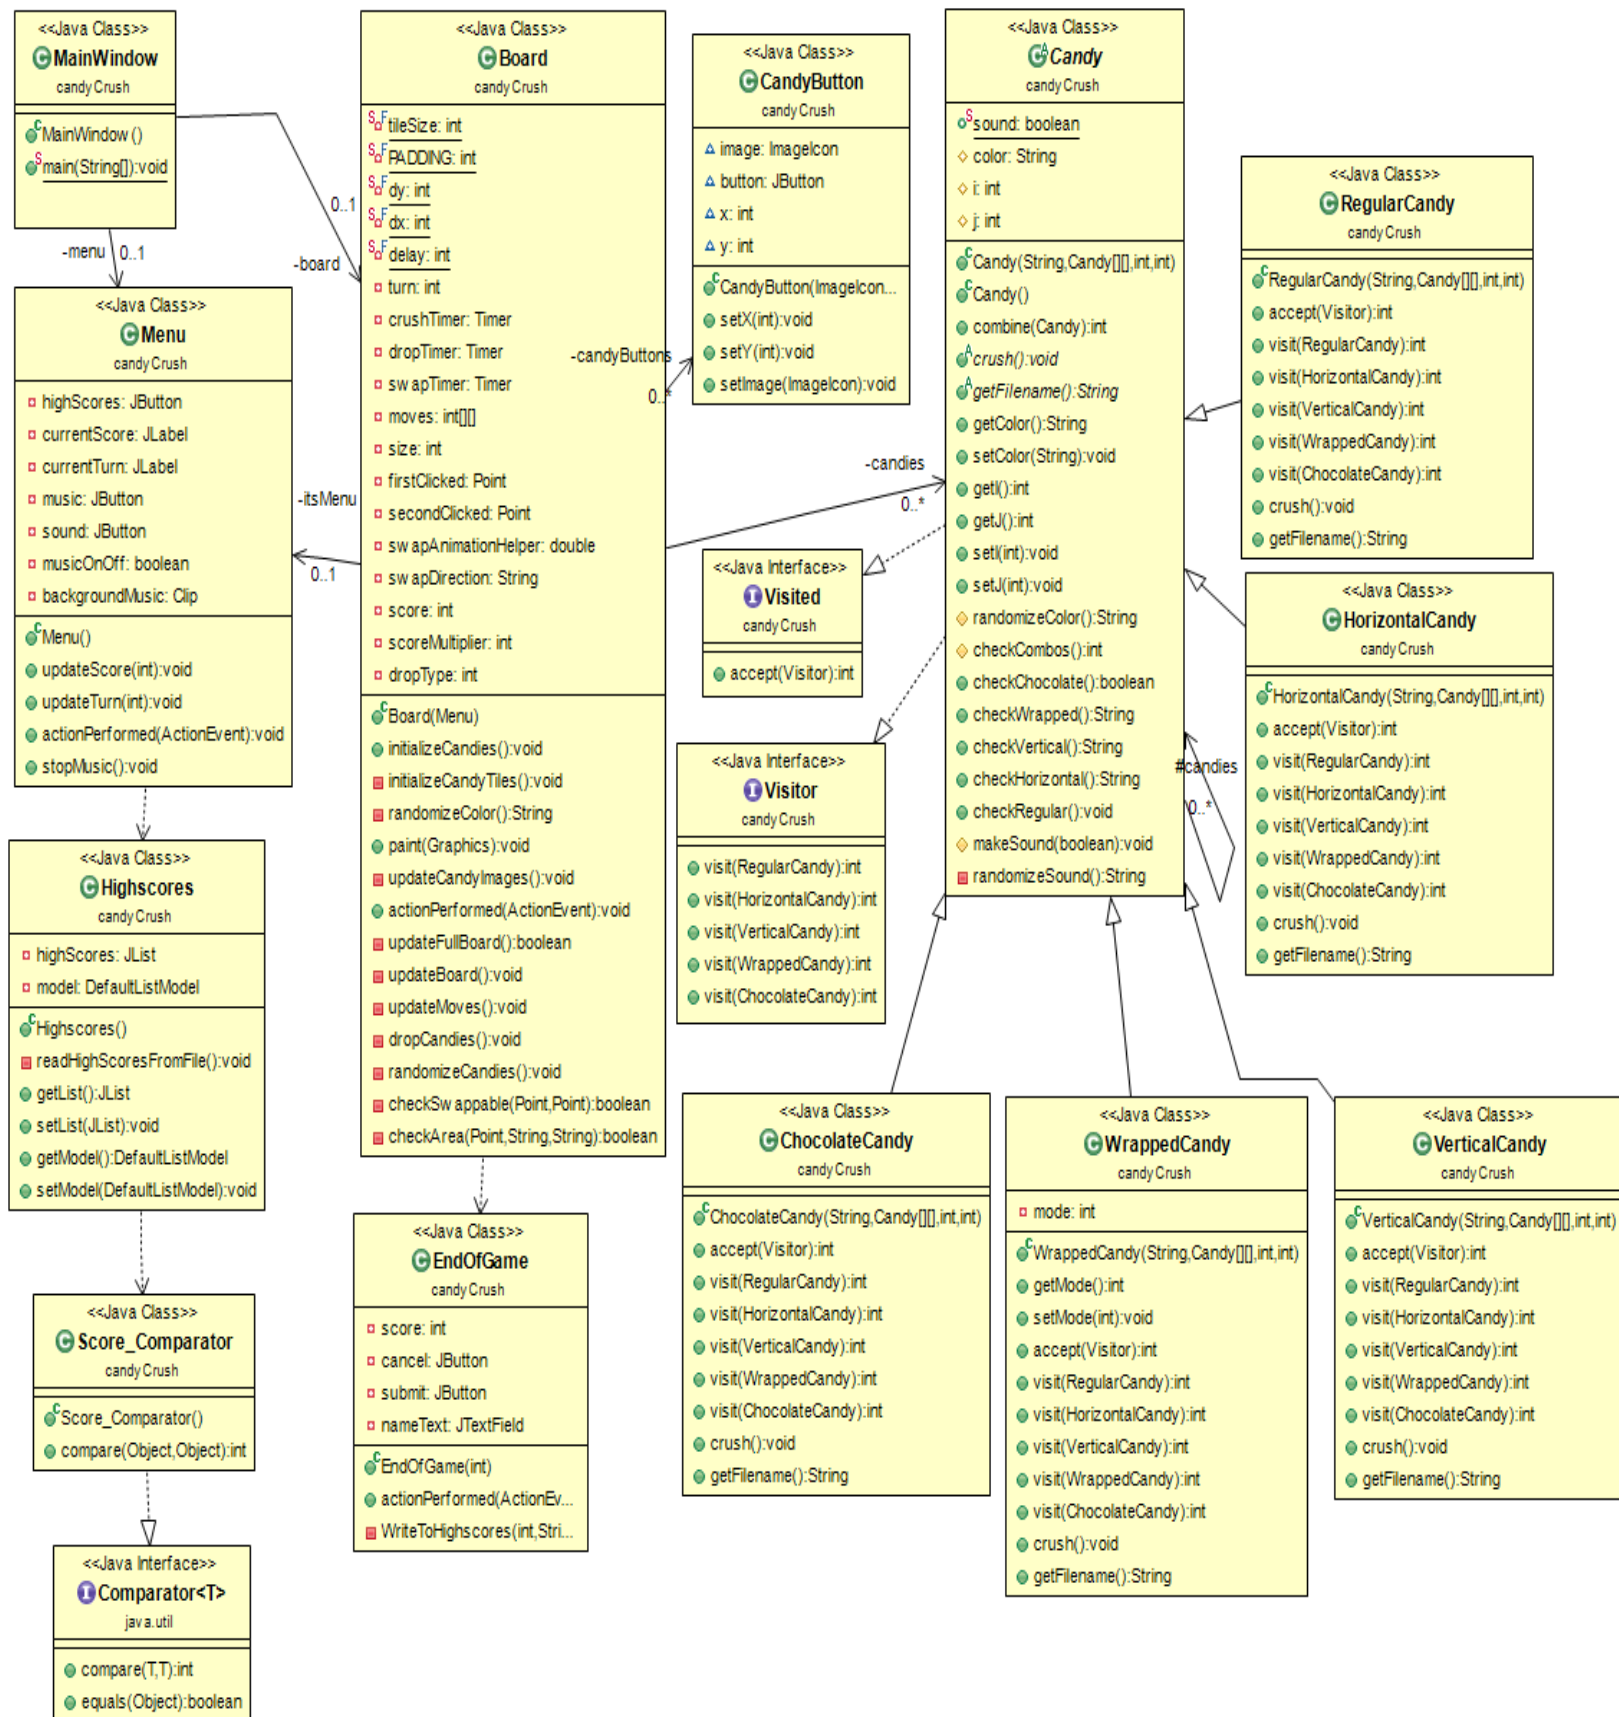 <<Java Class>>
MainWindow
candyCrush
MainWindow()
main(String[]):void
-menu 0..1
0..1
-board
<<Java Class>>
Menu
candyCrush
highScores: JButton
currentScore: JLabel
currentTurn: JLabel
music: JButton
sound: JButton
musicOnOff: boolean
backgroundMusic: Clip
Menu()
updateScore(int):void
updateTurn(int):void
actionPerformed(ActionEvent):void
stopMusic():void
-itsMenu
0..1
<<Java Class>>
Highscores
candyCrush
highScores: JList
model: DefaultListModel
Highscores()
readHighScoresFromFile():void
getList():JList
setList(JList):void
getModel():DefaultListModel
setModel(DefaultListModel):void
<<Java Class>>
Score_Comparator
candyCrush
Score_Comparator()
compare(Object,Object):int
<<Java Interface>>
Comparator<T>
java.util
compare(T,T):int
equals(Object):boolean
<<Java Class>>
Board
candyCrush
tileSize: int
PADDING: int
dy: int
dx: int
delay: int
turn: int
crushTimer: Timer
dropTimer: Timer
swapTimer: Timer
moves: int[][]
size: int
firstClicked: Point
secondClicked: Point
swapAnimationHelper: double
swapDirection: String
score: int
scoreMultiplier: int
dropType: int
Board(Menu)
initializeCandies():void
initializeCandyTiles():void
randomizeColor():String
paint(Graphics):void
updateCandyImages():void
actionPerformed(ActionEvent):void
updateFullBoard():boolean
updateBoard():void
updateMoves():void
dropCandies():void
randomizeCandies():void
checkSwappable(Point,Point):boolean
checkArea(Point,String,String):boolean
<<Java Class>>
EndOfGame
candyCrush
score: int
cancel: JButton
submit: JButton
nameText: JTextField
EndOfGame(int)
actionPerformed(ActionEv...
WriteToHighscores(int,Stri...
<<Java Class>>
CandyButton
candyCrush
image: ImageIcon
button: JButton
x: int
y: int
CandyButton(ImageIcon...
setX(int):void
setY(int):void
setImage(ImageIcon):void
-candyButtons
0..*
-candies
0..*
<<Java Interface>>
Visited
candyCrush
accept(Visitor):int
<<Java Interface>>
Visitor
candyCrush
visit(RegularCandy):int
visit(HorizontalCandy):int
visit(VerticalCandy):int
visit(WrappedCandy):int
visit(ChocolateCandy):int
<<Java Class>>
Candy
candyCrush
sound: boolean
color: String
i: int
j: int
Candy(String,Candy[][],int,int)
Candy()
combine(Candy):int
crush():void
getFilename():String
getColor():String
setColor(String):void
getI():int
getJ():int
setI(int):void
setJ(int):void
randomizeColor():String
checkCombos():int
checkChocolate():boolean
checkWrapped():String
checkVertical():String
checkHorizontal():String
checkRegular():void
makeSound(boolean):void
randomizeSound():String
#candies
0..*
<<Java Class>>
RegularCandy
candyCrush
RegularCandy(String,Candy[][],int,int)
accept(Visitor):int
visit(RegularCandy):int
visit(HorizontalCandy):int
visit(VerticalCandy):int
visit(WrappedCandy):int
visit(ChocolateCandy):int
crush():void
getFilename():String
<<Java Class>>
HorizontalCandy
candyCrush
HorizontalCandy(String,Candy[][],int,int)
accept(Visitor):int
visit(RegularCandy):int
visit(HorizontalCandy):int
visit(VerticalCandy):int
visit(WrappedCandy):int
visit(ChocolateCandy):int
crush():void
getFilename():String
<<Java Class>>
ChocolateCandy
candyCrush
ChocolateCandy(String,Candy[][],int,int)
accept(Visitor):int
visit(RegularCandy):int
visit(HorizontalCandy):int
visit(VerticalCandy):int
visit(WrappedCandy):int
visit(ChocolateCandy):int
crush():void
getFilename():String
<<Java Class>>
WrappedCandy
candyCrush
mode: int
WrappedCandy(String,Candy[][],int,int)
getMode():int
setMode(int):void
accept(Visitor):int
visit(RegularCandy):int
visit(HorizontalCandy):int
visit(VerticalCandy):int
visit(WrappedCandy):int
visit(ChocolateCandy):int
crush():void
getFilename():String
<<Java Class>>
VerticalCandy
candyCrush
VerticalCandy(String,Candy[][],int,int)
accept(Visitor):int
visit(RegularCandy):int
visit(HorizontalCandy):int
visit(VerticalCandy):int
visit(WrappedCandy):int
visit(ChocolateCandy):int
crush():void
getFilename():String